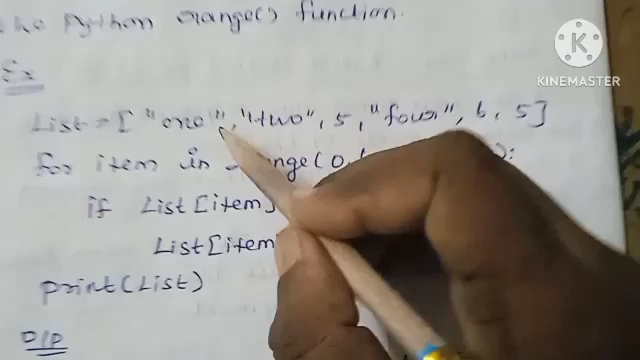 the Python range() function.
Ex
KINEMASTER
List = [ "one", "two", 5, "four", 6, 5]
for item in range(0,
if List[item]
List[item
print(List)
O/P